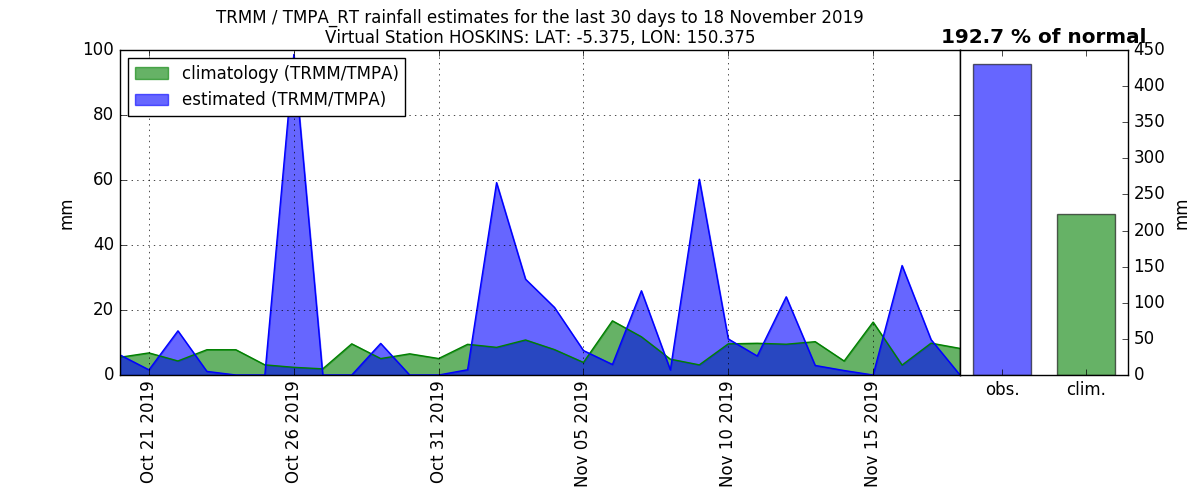 TRMM / TMPA_RT rainfall estimates for the last 30 days to 18 November 2019
Virtual Station HOSKINS: LAT: -5.375, LON: 150.375
192.7 % of normal
climatology (TRMM/TMPA)
estimated (TRMM/TMPA)
mm
100
80
60
40
20
0
Oct 21 2019
Oct 26 2019
Oct 31 2019
Nov 05 2019
Nov 10 2019
Nov 15 2019
450
400
350
300
250
200
150
100
50
0
mm
obs.
clim.